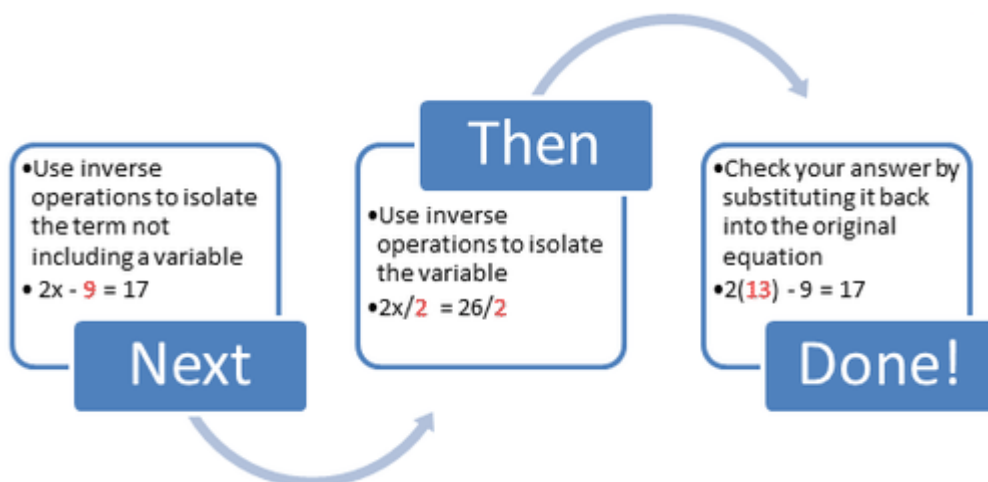 •Use inverse
operations to isolate
the term not
including a variable
• 2x - 9 = 17
Next
Then
•Use inverse
operations to isolate
the variable
•2x/2 = 26/2
•Check your answer by
substituting it back
into the original
equation
•2(13) - 9 = 17
Done!